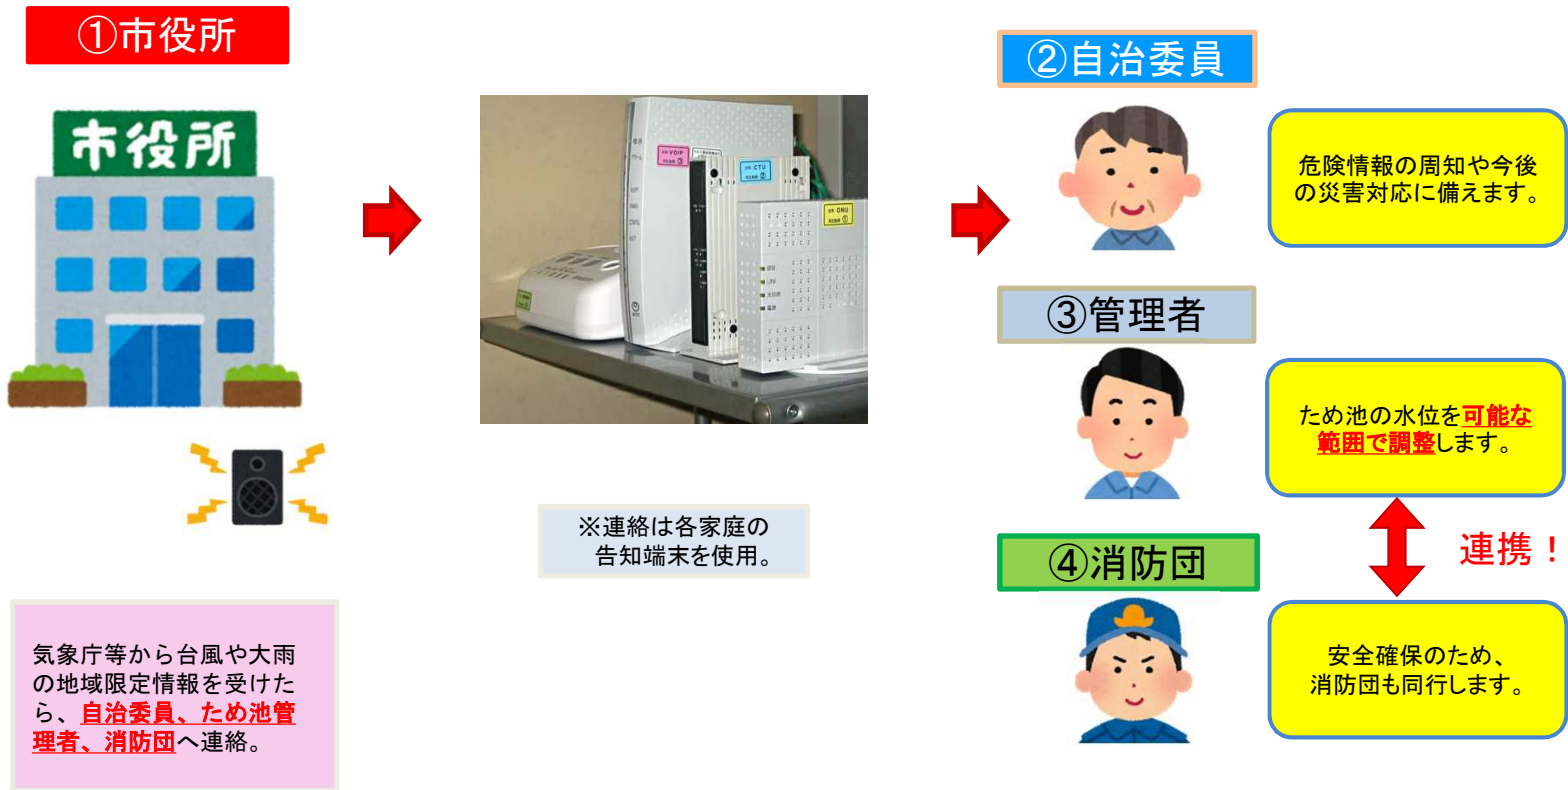 ①市役所
市役所
気象庁等から台風や大雨
の地域限定情報を受けた
ら、自治委員、ため池管
理者、消防団へ連絡。
VOIP
③
CTU
②
ONU
①
※連絡は各家庭の
告知端末を使用。
②自治委員
危険情報の周知や今後
の災害対応に備えます。
③管理者
ため池の水位を可能な
範囲で調整します。
連携！
④消防団
安全確保のため、
消防団も同行します。